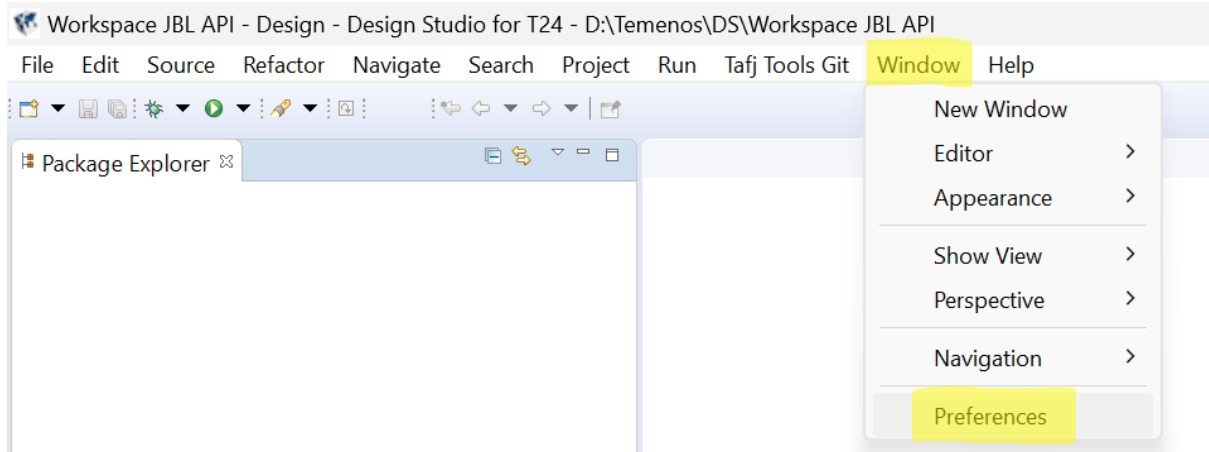 Workspace JBL API - Design - Design Studio for T24 - D:\Temenos\DS\Workspace JBL API
File Edit Source Refactor Navigate Search Project Run Tafj Tools Git Window Help
New Window
Package Explorer
Editor
Appearance
Show View
Perspective
Navigation
Preferences